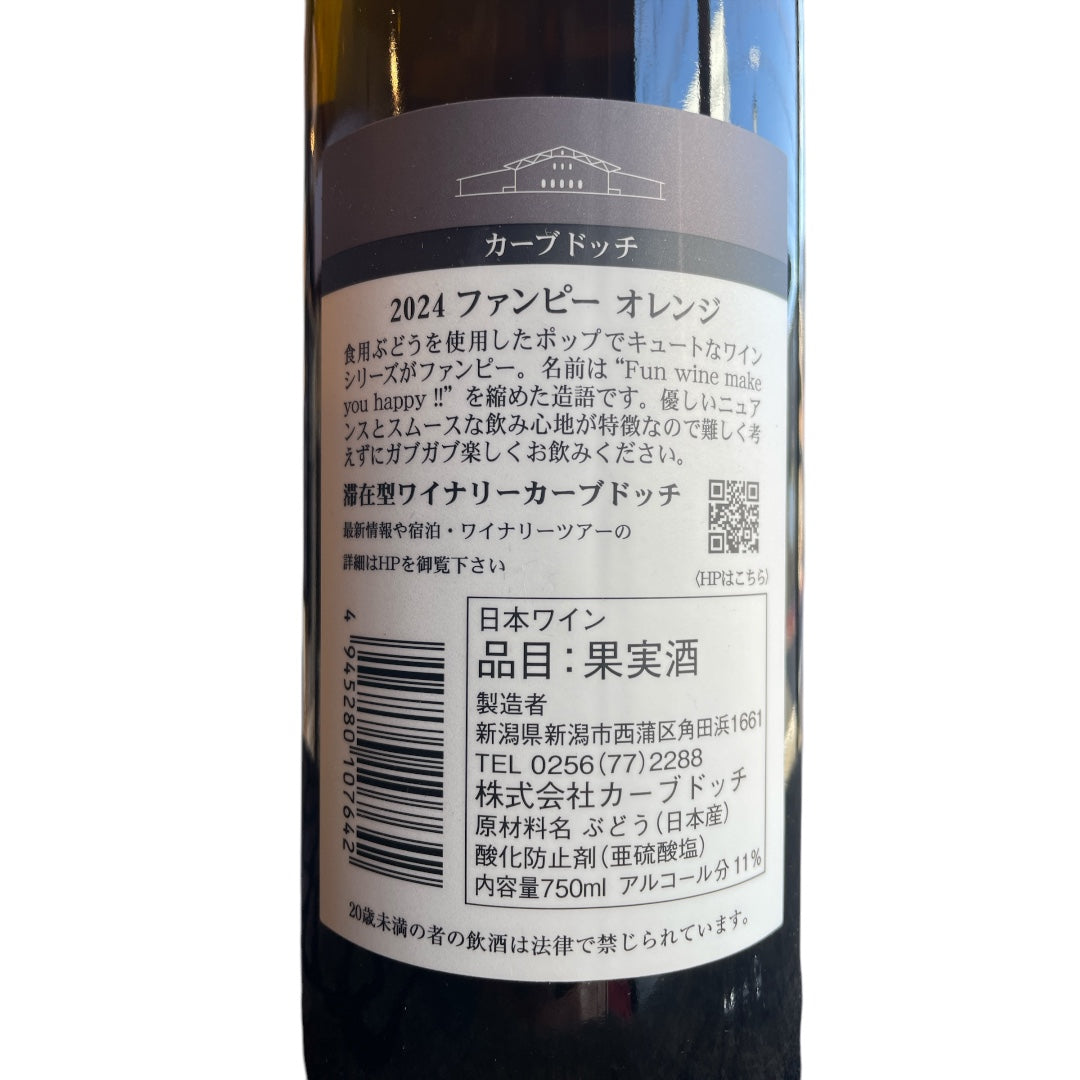 カーブドッチ
2024 ファンピー オレンジ
食用ぶどうを使用したポップでキュートなワイン
シリーズがファンピー。名前は“Fun wine make
you happy !!”を縮めた造語です。優しいニュア
ンスとスムースな飲み心地が特徴なので難しく考
えずにガブガブ楽しくお飲みください。
滞在型ワイナリーカーブドッチ
最新情報や宿泊・ワイナリーツアーの
詳細はHPを御覧下さい
〈HPはこちら〉
4 945280 107642
日本ワイン
品目：果実酒
製造者
新潟県新潟市西蒲区角田浜1661
TEL 0256(77)2288
株式会社カーブドッチ
原材料名 ぶどう(日本産)
酸化防止剤(亜硫酸塩)
内容量750ml アルコール分11%
20歳未満の者の飲酒は法律で禁じられています。